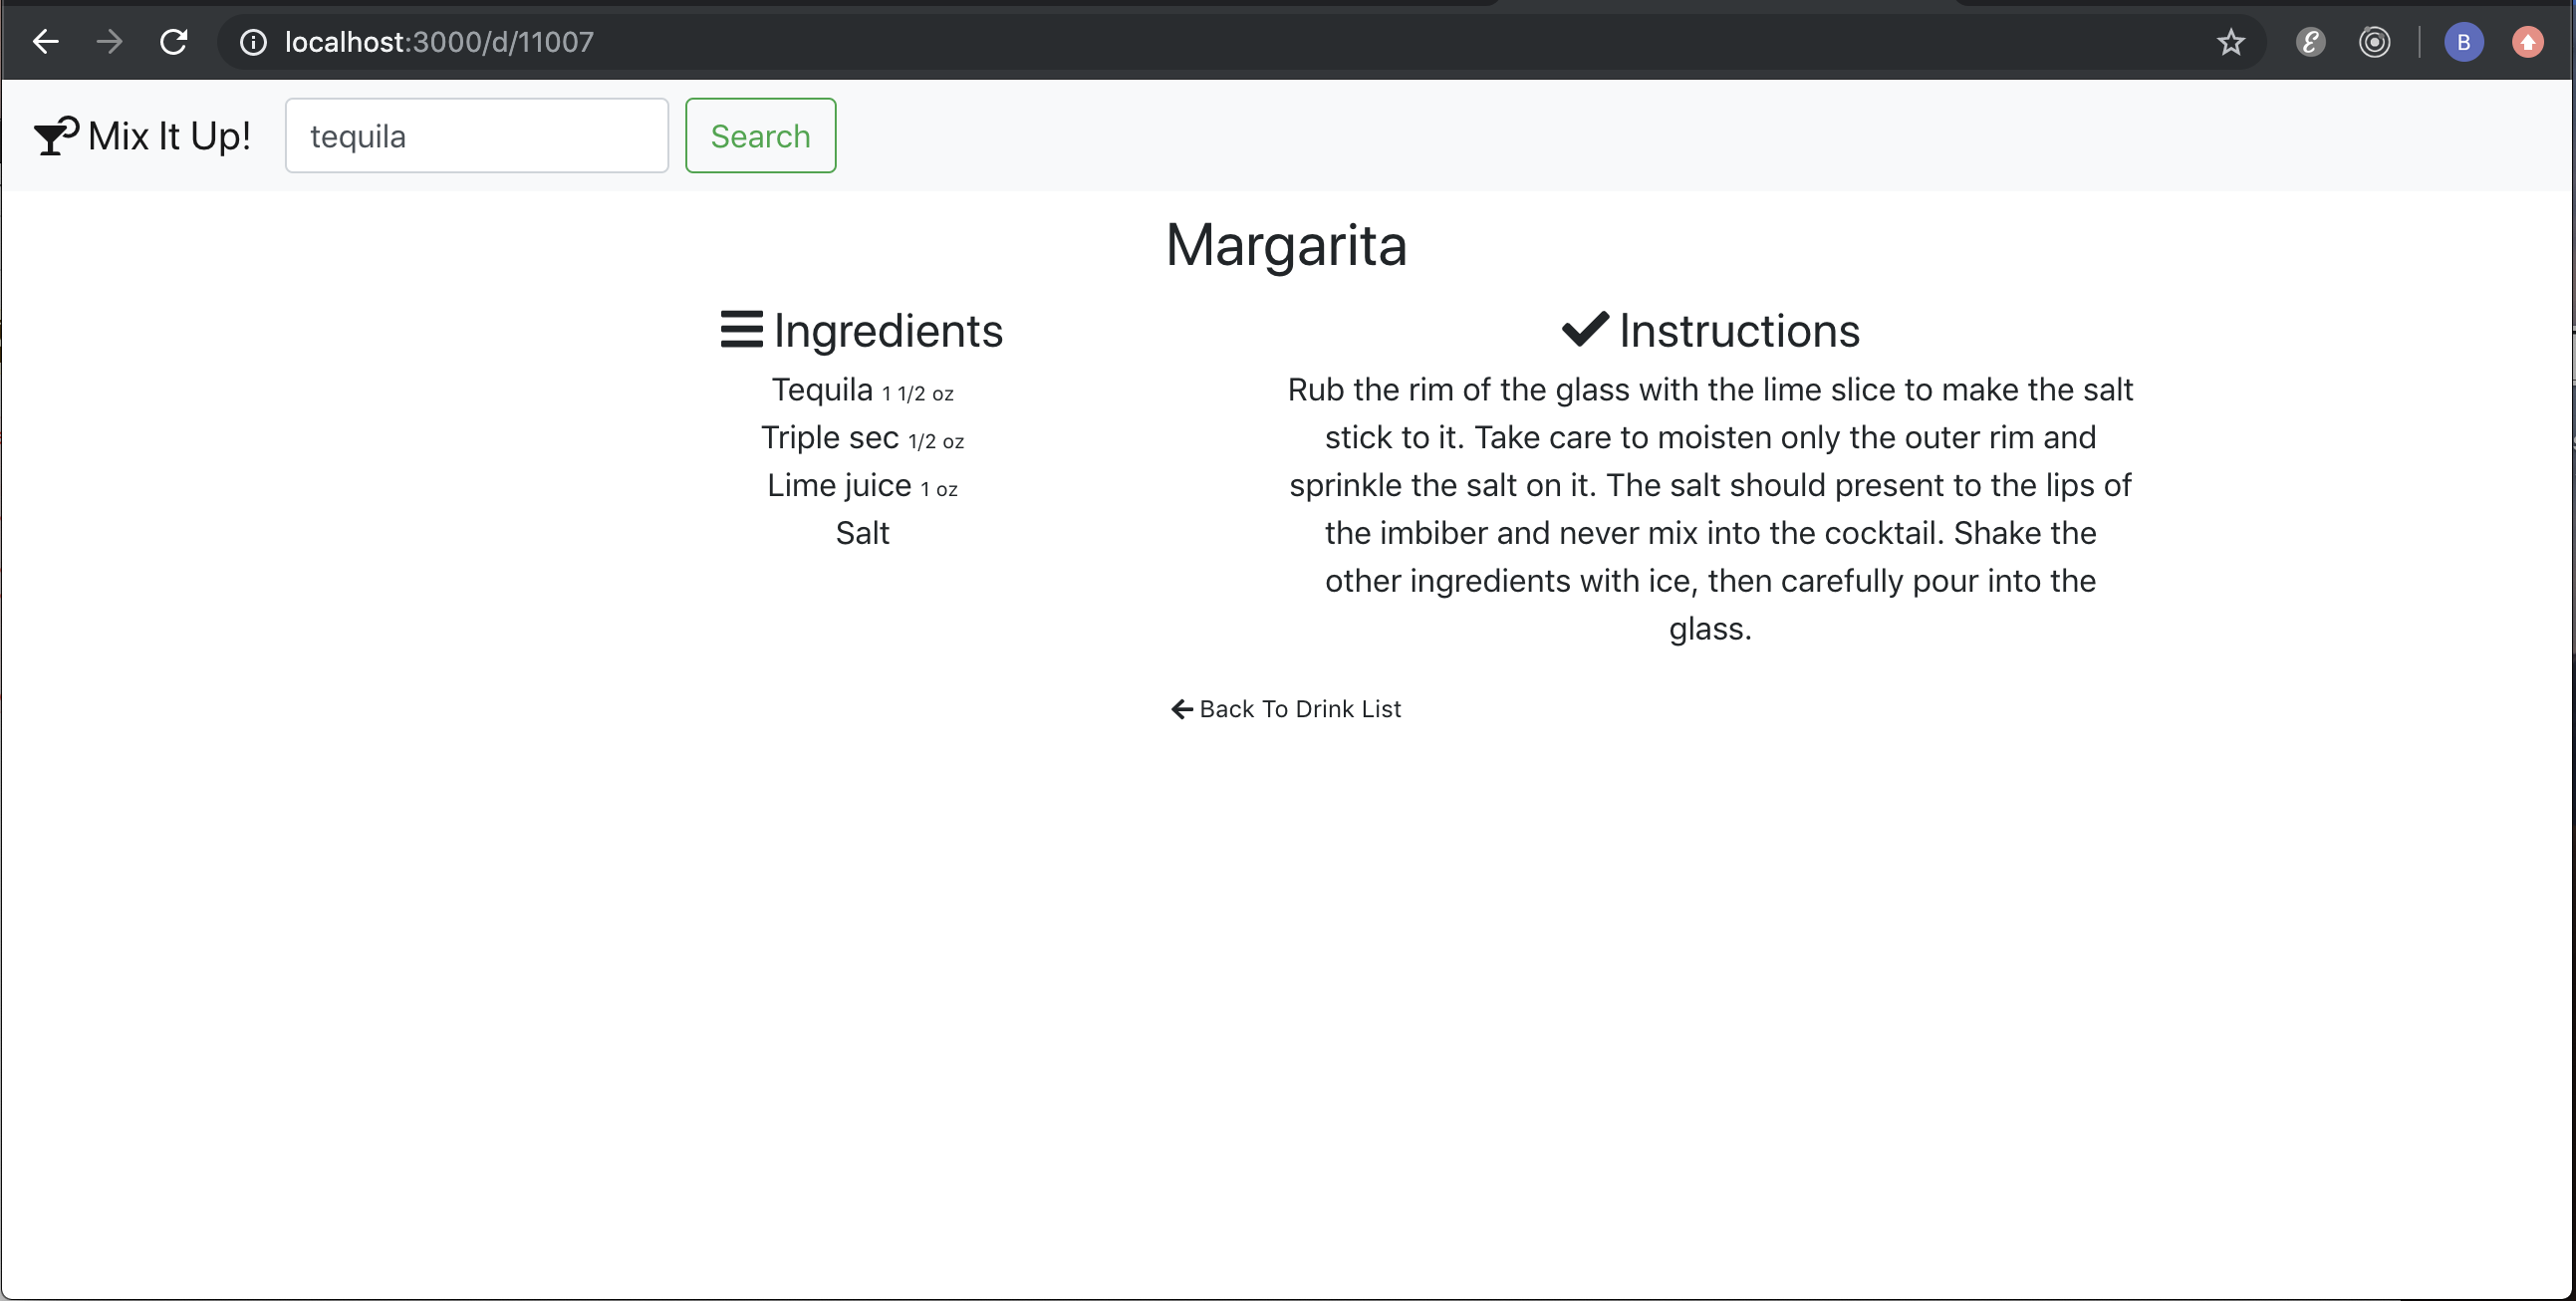 localhost:3000/d/11007
B
Mix It Up!
tequila
Search
Margarita
Ingredients
Tequila 1 1/2 oz
Triple sec 1/2 oz
Lime juice 1 oz
Salt
Instructions
Rub the rim of the glass with the lime slice to make the salt
stick to it. Take care to moisten only the outer rim and
sprinkle the salt on it. The salt should present to the lips of
the imbiber and never mix into the cocktail. Shake the
other ingredients with ice, then carefully pour into the
glass.
Back To Drink List